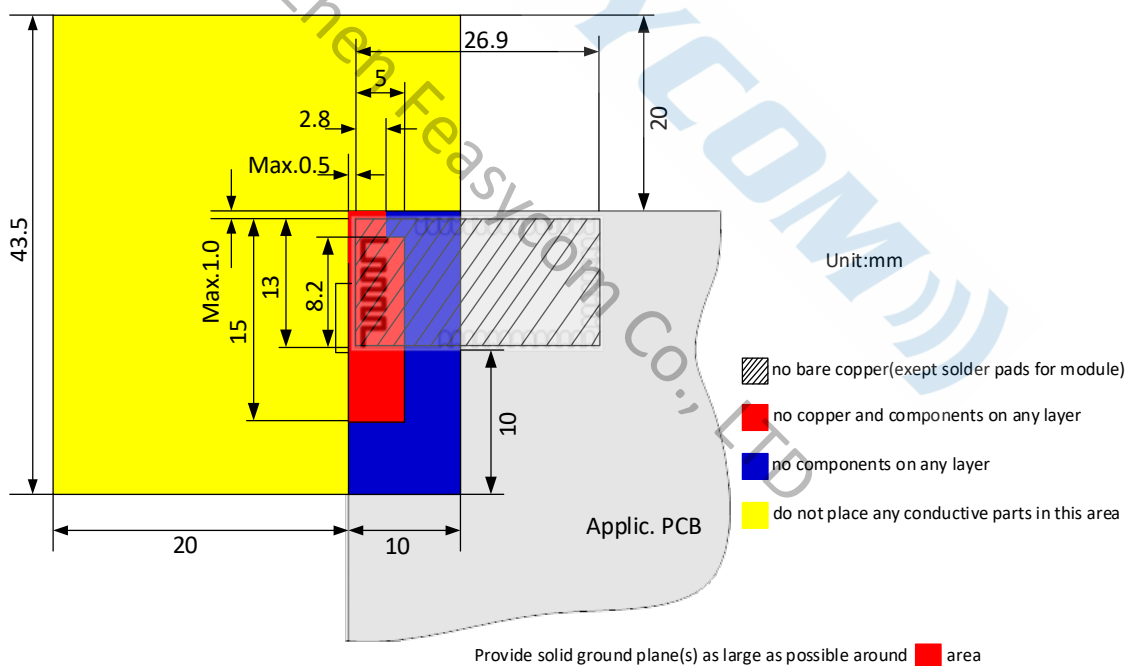 26.9
5
2.8
20
Max.0.5
43.5
Max.1.0
15
13
8.2
Unit:mm
10
no bare copper(exept solder pads for module)
no copper and components on any layer
no components on any layer
do not place any conductive parts in this area
Applic. PCB
20
10
Provide solid ground plane(s) as large as possible around area
hen Feasycom Co., LTD
YCOM